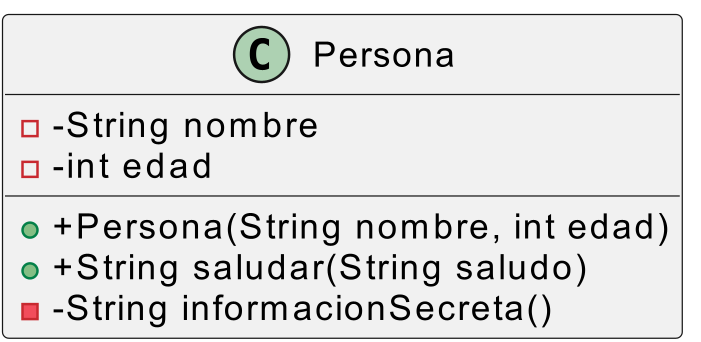 C Persona
-String nombre
-int edad
+Persona(String nombre, int edad)
+String saludar(String saludo)
-String informacionSecreta()